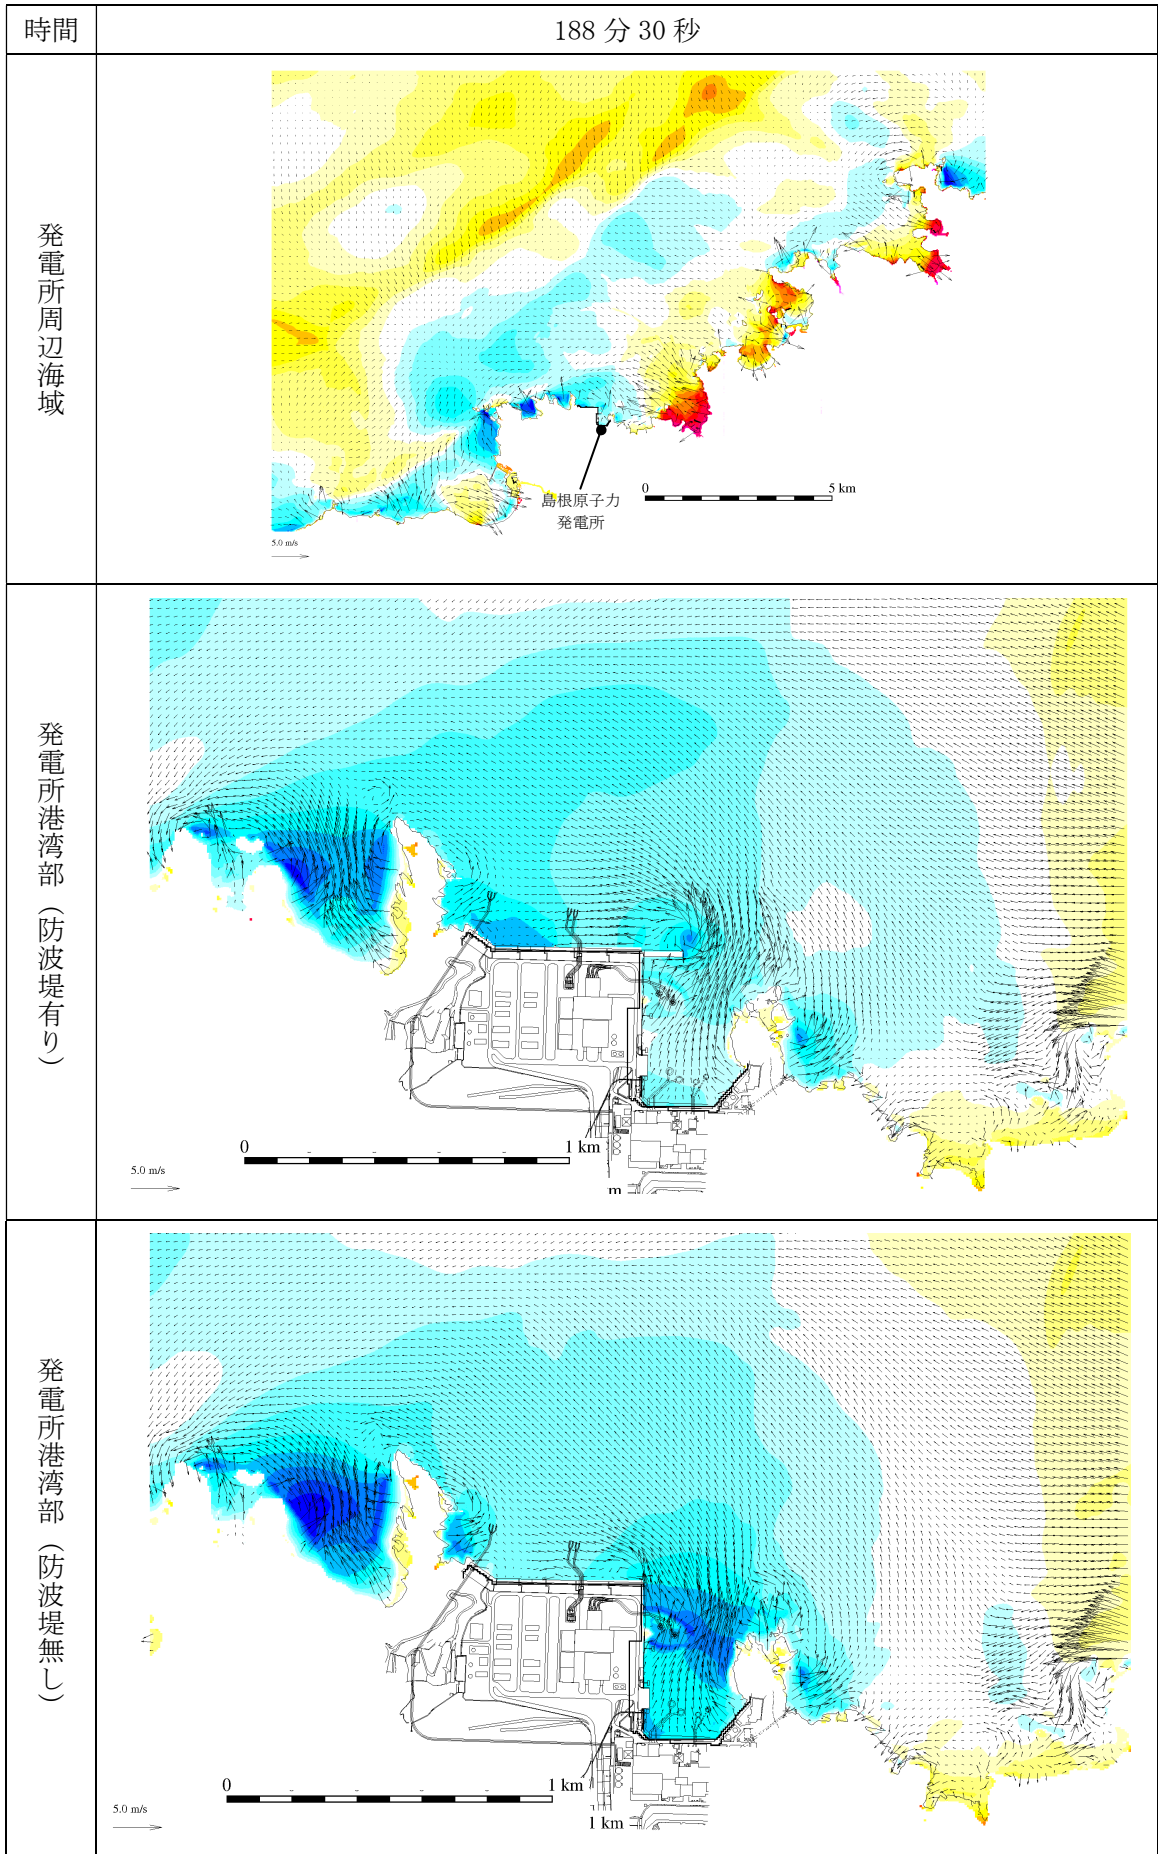 時間
188 分 30 秒
発電所周辺海域
島根原子力
発電所
0
5 km
5.0 m/s
発電所港湾部（防波堤有り）
0
1 km
5.0 m/s
m
発電所港湾部（防波堤無し）
0
1 km
5.0 m/s
1 km